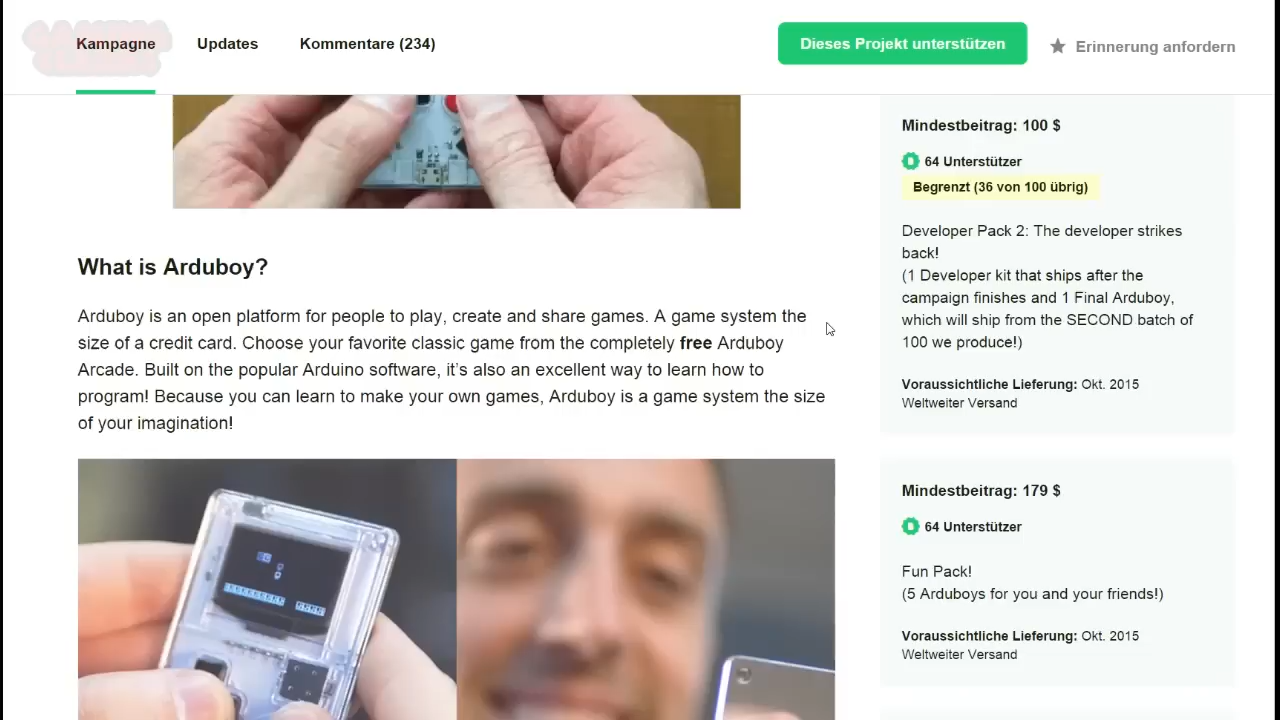 Kampagne
Updates
Kommentare (234)
Dieses Projekt unterstützen
Erinnerung anfordern
What is Arduboy?
Arduboy is an open platform for people to play, create and share games. A game system the
size of a credit card. Choose your favorite classic game from the completely free Arduboy
Arcade. Built on the popular Arduino software, it's also an excellent way to learn how to
program! Because you can learn to make your own games, Arduboy is a game system the size
of your imagination!
Mindestbeitrag: 100 $
64 Unterstützer
Begrenzt (36 von 100 übrig)
Developer Pack 2: The developer strikes
back!
(1 Developer kit that ships after the
campaign finishes and 1 Final Arduboy,
which will ship from the SECOND batch of
100 we produce!)
Voraussichtliche Lieferung: Okt. 2015
Weltweiter Versand
Mindestbeitrag: 179 $
64 Unterstützer
Fun Pack!
(5 Arduboys for you and your friends!)
Voraussichtliche Lieferung: Okt. 2015
Weltweiter Versand